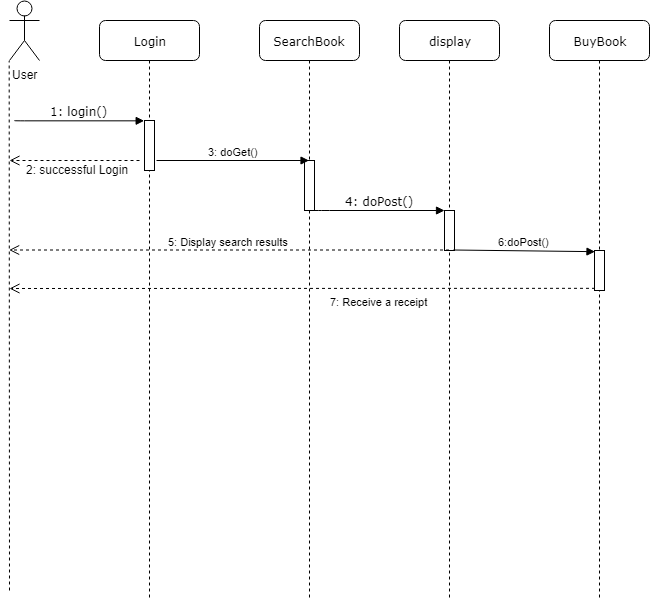 Login
SearchBook
display
BuyBook
User
1: login()
3: doGet()
2: successful Login
4: doPost()
5: Display search results
6:doPost()
7: Receive a receipt